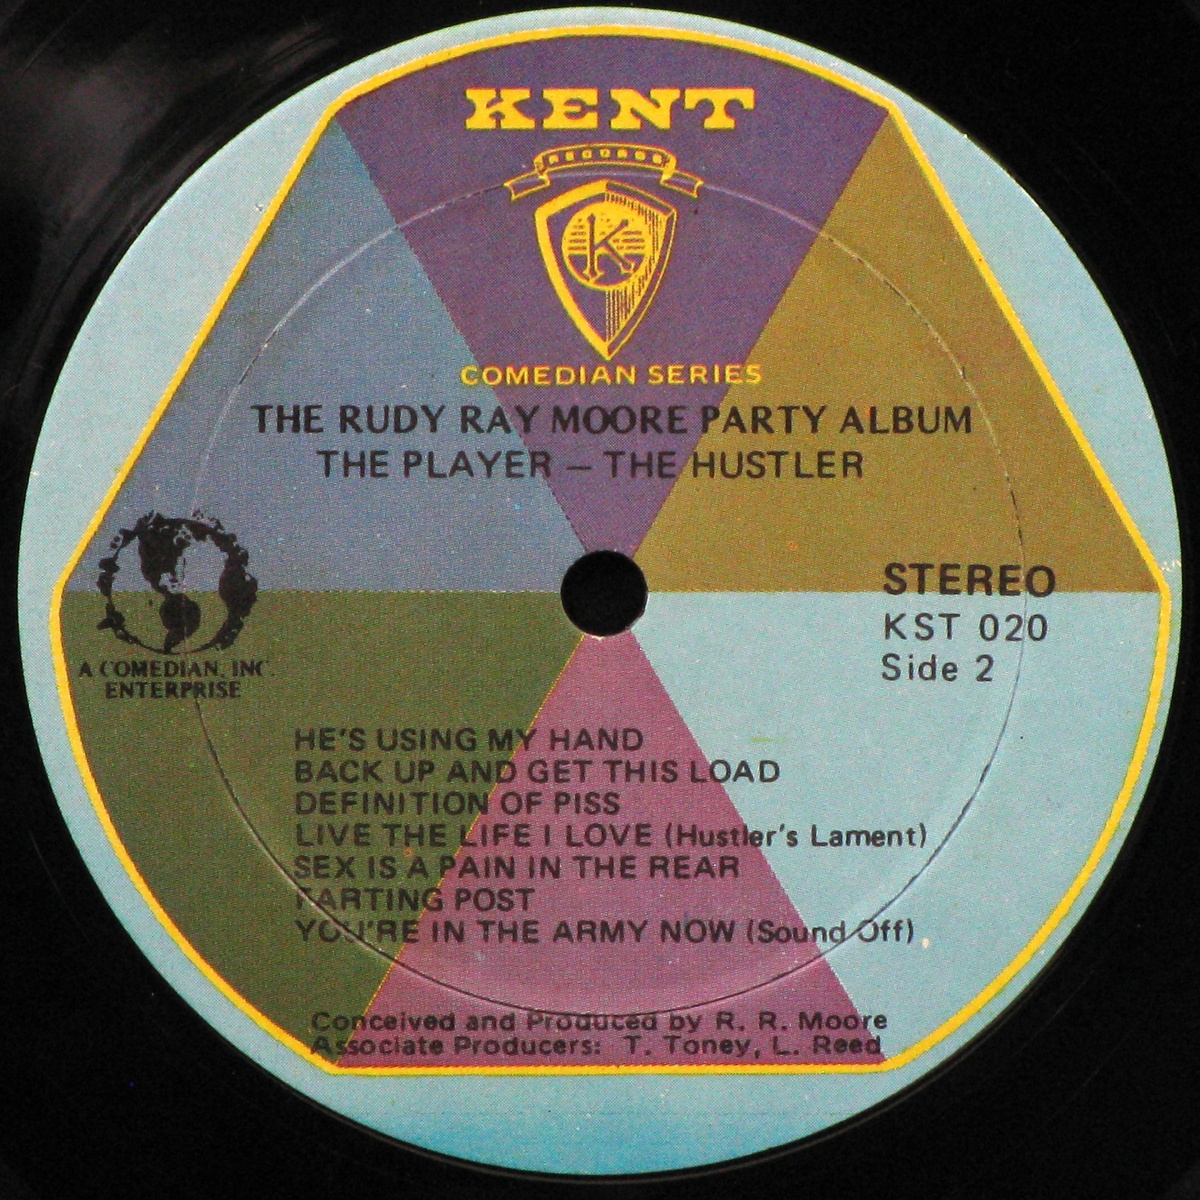 KENT
RECORDS
K
COMEDIAN SERIES
THE RUDY RAY MOORE PARTY ALBUM
THE PLAYER — THE HUSTLER
A COMEDIAN, INC.
ENTERPRISE
STEREO
KST 020
Side 2
HE'S USING MY HAND
BACK UP AND GET THIS LOAD
DEFINITION OF PISS
LIVE THE LIFE I LOVE (Hustler's Lament)
SEX IS A PAIN IN THE REAR
FARTING POST
YOU'RE IN THE ARMY NOW (Sound Off)
Conceived and Produced by R. R. Moore
Associate Producers: T. Toney, L. Reed